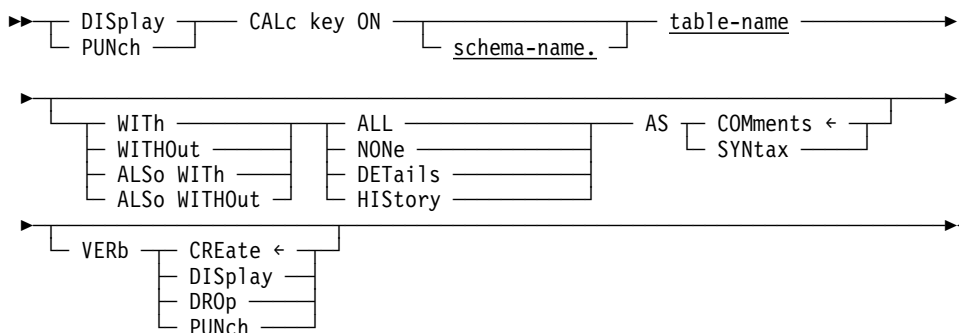 DISplay CALc key ON table-name
PUNch schema-name.
WITh ALL AS COMments ←
WITHOut NONe SYNtax
ALSo WITh DETails
ALSo WITHOut HIStory
VERb CREate ←
DISplay
DROp
PUNch